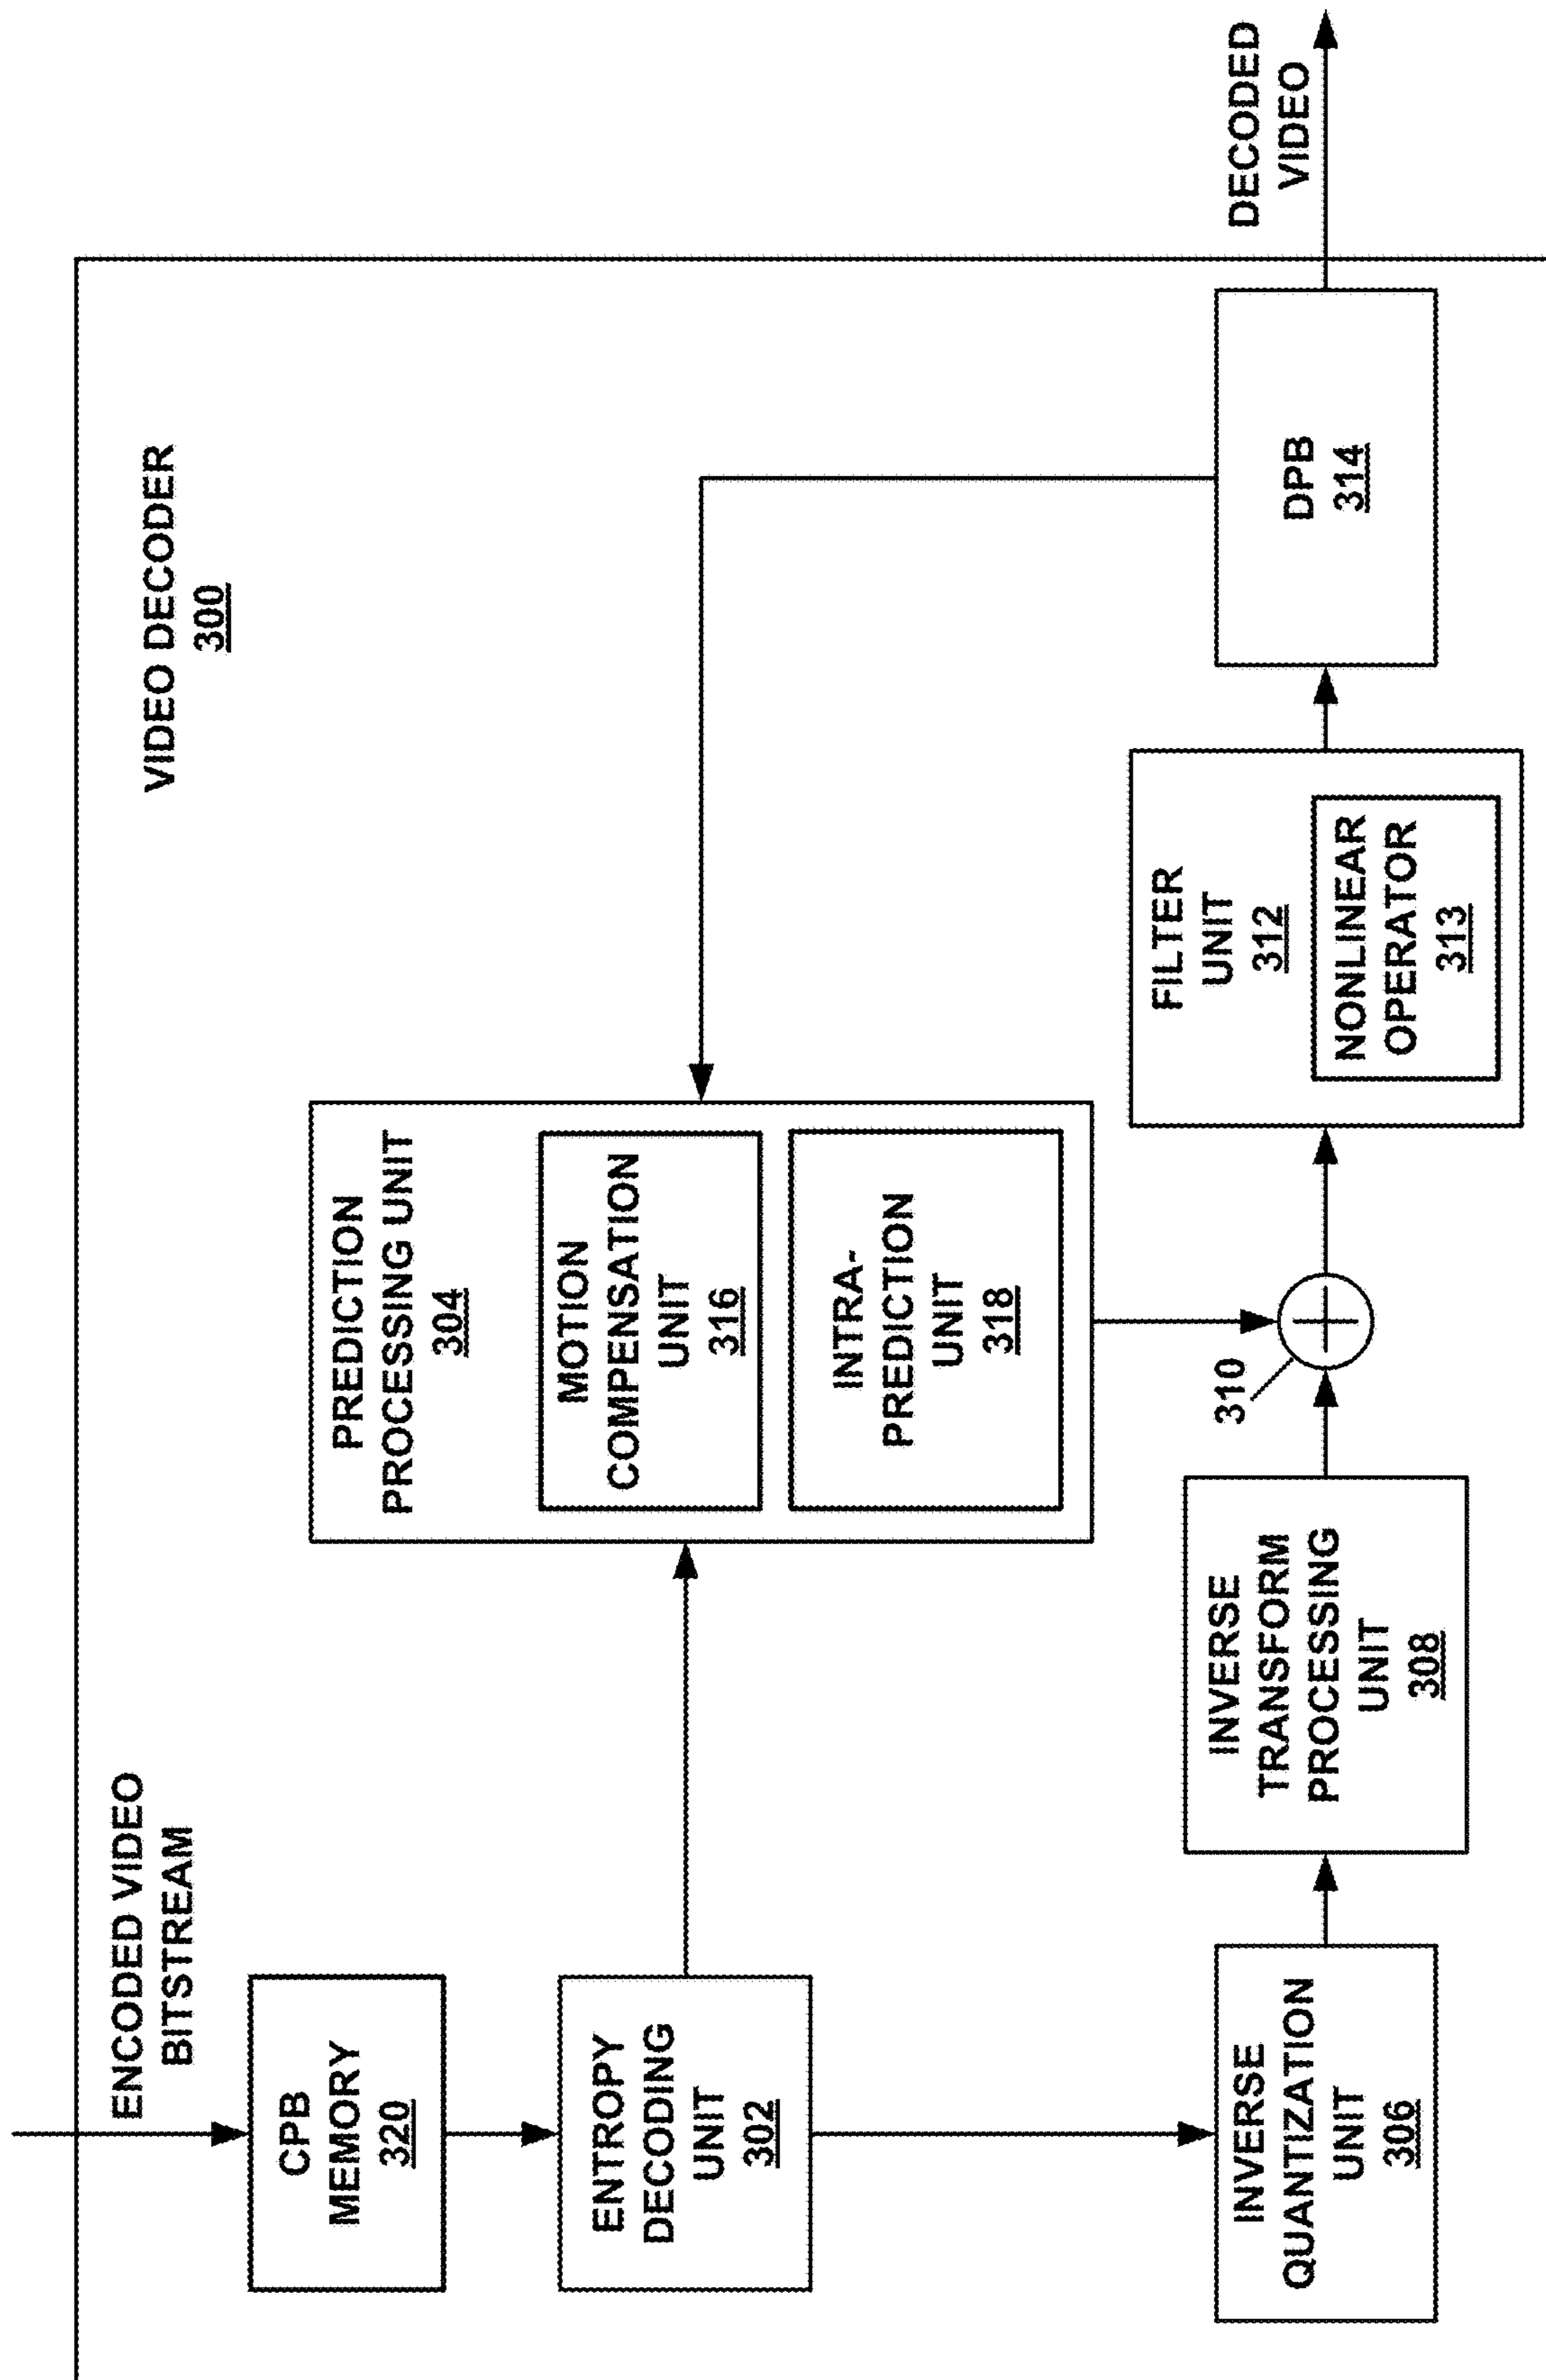 ENCODED VIDEO
BITSTREAM
VIDEO DECODER
300
CPB
MEMORY
320
ENTROPY
DECODING
UNIT
302
PREDICTION
PROCESSING UNIT
304
MOTION
COMPENSATION
UNIT
316
INTRA-
PREDICTION
UNIT
318
INVERSE
QUANTIZATION
UNIT
306
INVERSE
TRANSFORM
PROCESSING
UNIT
308
310
FILTER
UNIT
312
NONLINEAR
OPERATOR
313
DPB
314
DECODED
VIDEO